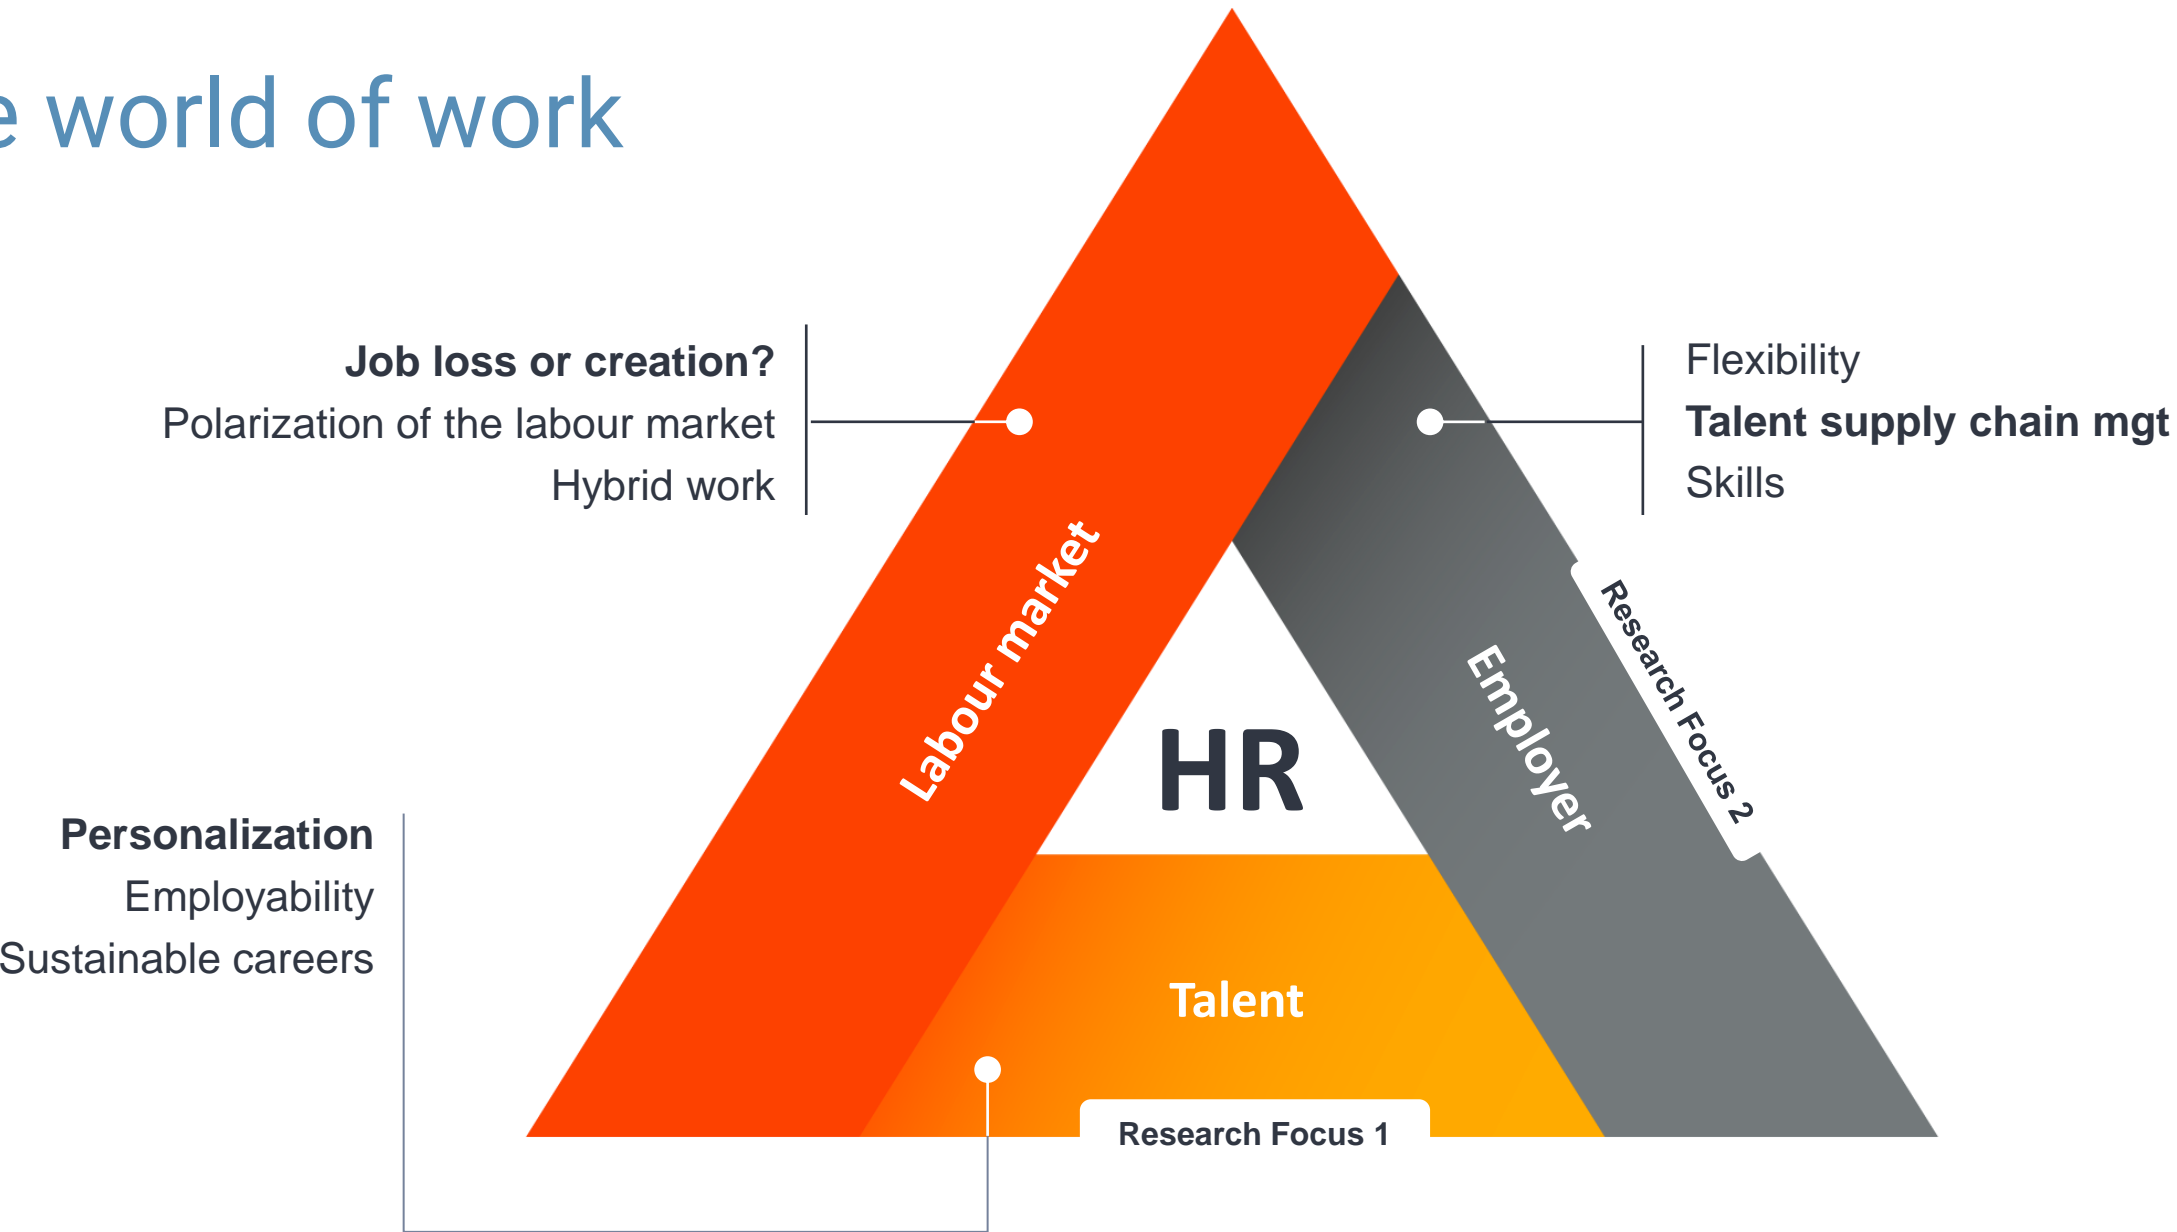 e world of work
Job loss or creation?
Polarization of the labour market
Hybrid work
Flexibility
Talent supply chain mgt
Skills
Labour market
Employer
Research Focus 2
HR
Personalization
Employability
Sustainable careers
Talent
Research Focus 1